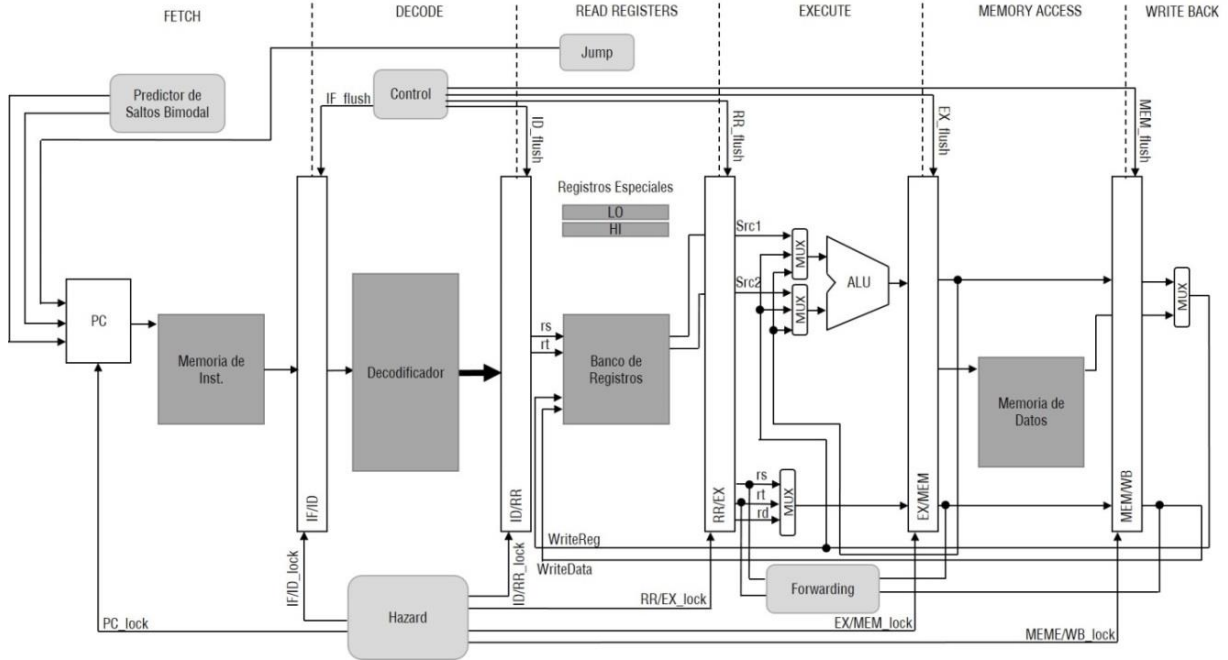 FETCH
DECODE
READ REGISTERS
EXECUTE
MEMORY ACCESS
WRITE BACK
Jump
Predictor de
Saltos Bimodal
Control
IF_flush
ID_flush
RR_flush
EX_flush
MEM_flush
Registros Especiales
LO
HI
Src1
Src2
MUX
MUX
ALU
MUX
PC
Memoria de
Inst.
Decodificador
rs
rt
Banco de
Registros
Memoria de
Datos
IF/ID
ID/RR
RR/EX
rs
rt
rd
MUX
EX/MEM
MEM/WB
WriteReg
WriteData
IF/ID_lock
ID/RR_lock
Hazard
Forwarding
PC_lock
RR/EX_lock
EX/MEM_lock
MEME/WB_lock